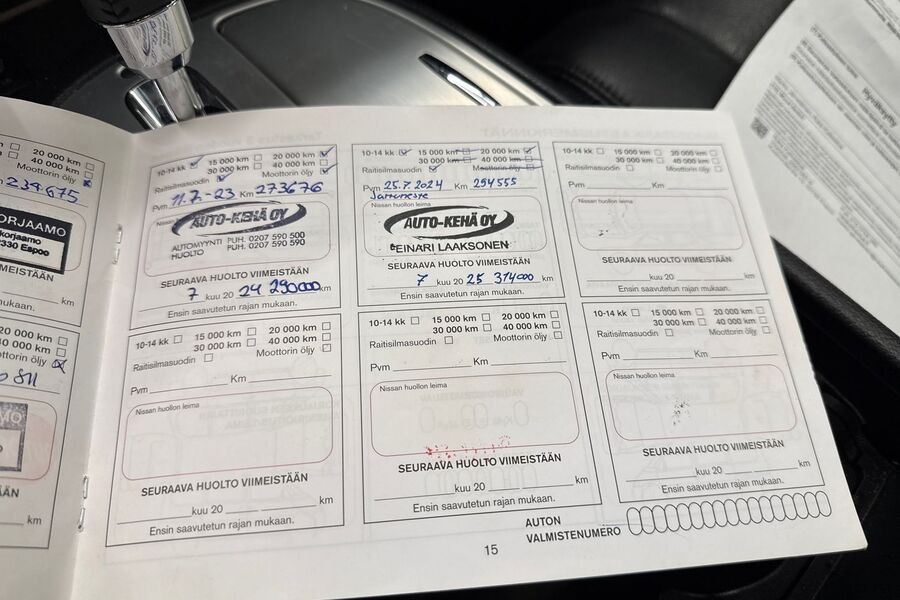 20 000 km
40 000 km
Moottorin öljy
234675
ORJAAMO
korjaamo
2330 Espoo
MEISTÄÄN
km
mukaan.
20 000 km
40 000 km
Moottorin öljy
0 811
ÄÄN
km
n.
10-14 kk 15 000 km 20 000 km
30 000 km 40 000 km
Raitisilmasuodin Moottorin öljy
Pvm 11.7.-23 Km 273676
AUTO-KEHÄ OY
AUTOMYYNTI PUH. 0207 590 500
HUOLTO PUH. 0207 590 590
SEURAAVA HUOLTO VIIMEISTÄÄN
7 kuu 20 24 290000 km
Ensin saavutetun rajan mukaan.
10-14 kk 15 000 km 20 000 km
30 000 km 40 000 km
Raitisilmasuodin Moottorin öljy
Pvm 25.7.2024 Km 294555
Jarruneste
Nissan huollon leima
AUTO-KEHÄ OY
EINARI LAAKSONEN
SEURAAVA HUOLTO VIIMEISTÄÄN
7 kuu 20 25 314000 km
Ensin saavutetun rajan mukaan.
10-14 kk 15 000 km 20 000 km
30 000 km 40 000 km
Raitisilmasuodin Moottorin öljy
Pvm Km
Nissan huollon leima
SEURAAVA HUOLTO VIIMEISTÄÄN
kuu 20 km
Ensin saavutetun rajan mukaan.
10-14 kk 15 000 km 20 000 km
30 000 km 40 000 km
Raitisilmasuodin Moottorin öljy
Pvm Km
Nissan huollon leima
SEURAAVA HUOLTO VIIMEISTÄÄN
kuu 20 km
Ensin saavutetun rajan mukaan.
10-14 kk 15 000 km 20 000 km
30 000 km 40 000 km
Raitisilmasuodin Moottorin öljy
Pvm Km
Nissan huollon leima
SEURAAVA HUOLTO VIIMEISTÄÄN
kuu 20 km
Ensin saavutetun rajan mukaan.
10-14 kk 15 000 km 20 000 km
30 000 km 40 000 km
Raitisilmasuodin Moottorin öljy
Pvm Km
Nissan huollon leima
SEURAAVA HUOLTO VIIMEISTÄÄN
kuu 20 km
Ensin saavutetun rajan mukaan.
AUTON
VALMISTENUMERO
15